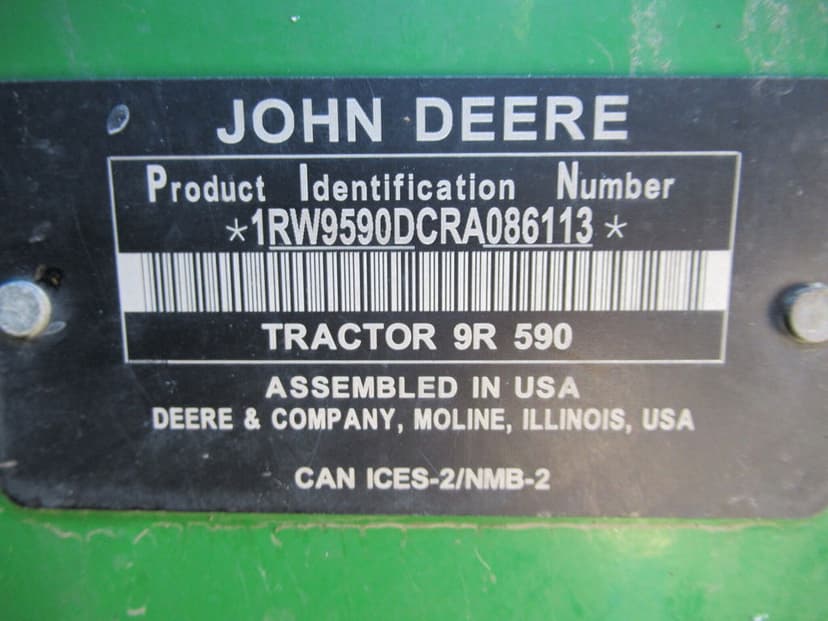 JOHN DEERE
Product Identification Number
*1RW9590DCRA086113*
TRACTOR 9R 590
ASSEMBLED IN USA
DEERE & COMPANY, MOLINE, ILLINOIS, USA
CAN ICES-2/NMB-2